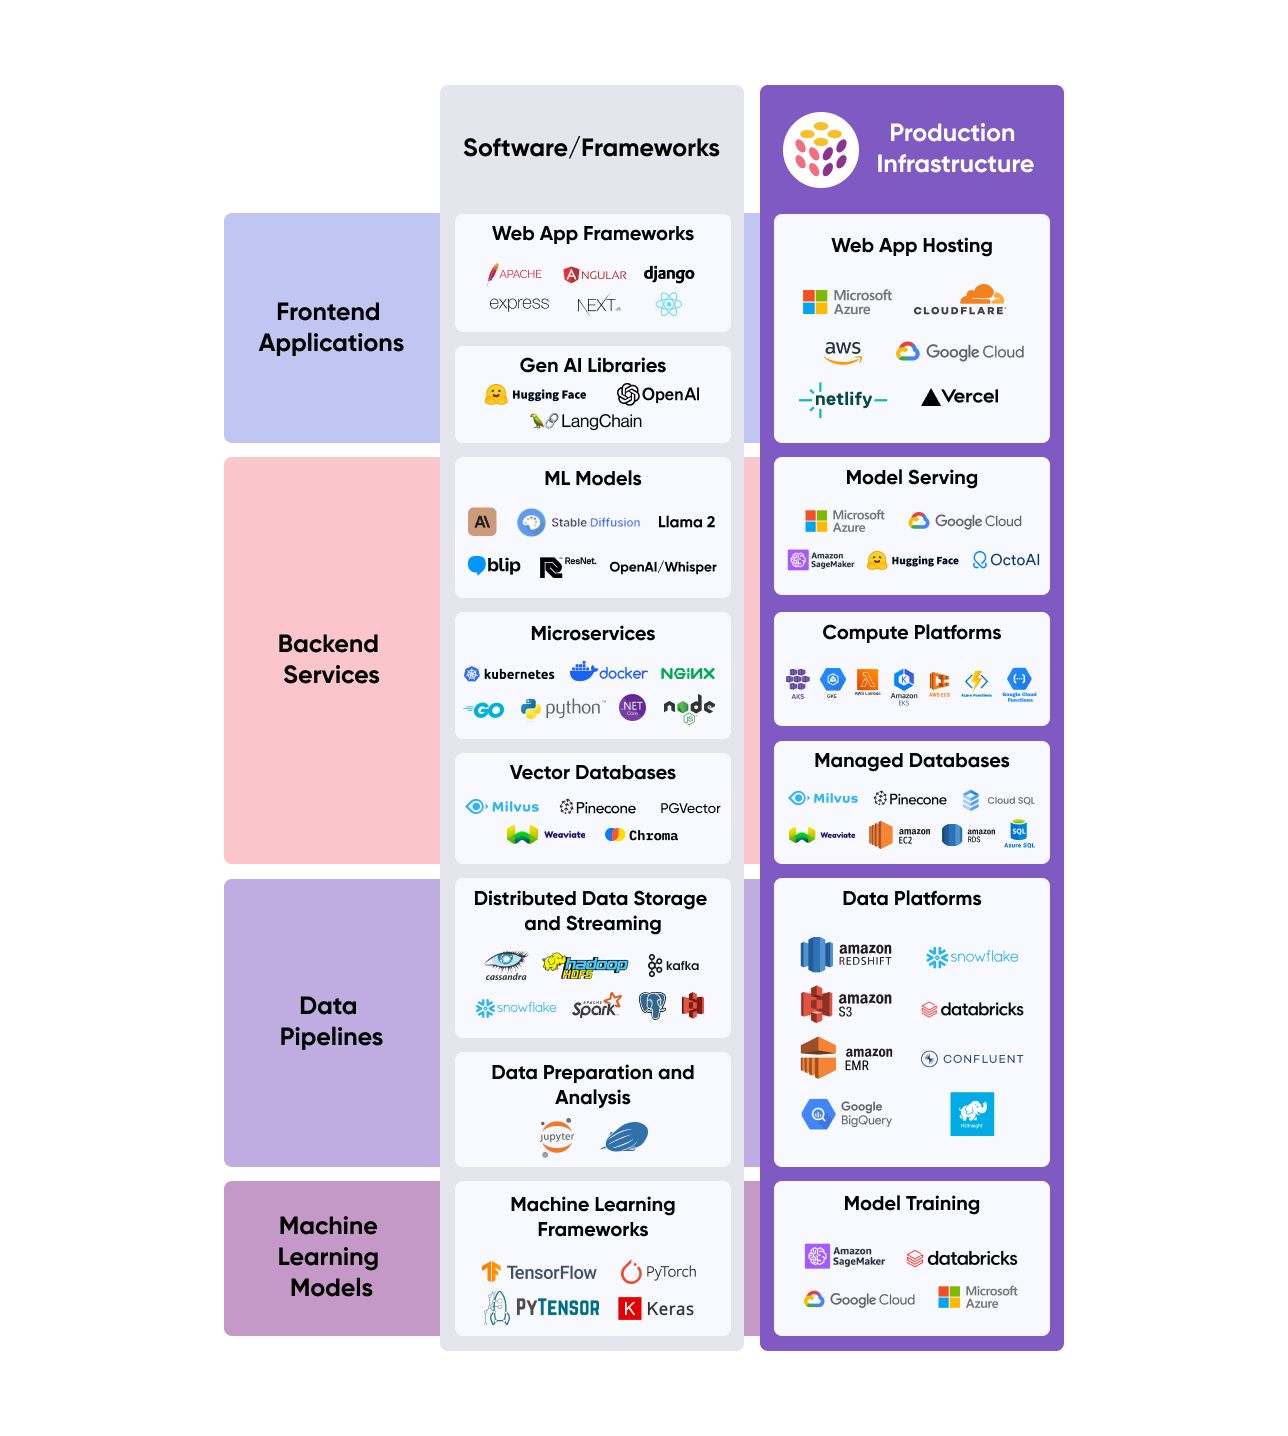 Software/Frameworks
Production
Infrastructure
Frontend
Applications
Web App Frameworks
APACHE
NGULAR
django
express
NEXT.js
Gen AI Libraries
Hugging Face
OpenAI
LangChain
Web App Hosting
Microsoft
Azure
CLOUDFLARE
aws
Google Cloud
netlify
Vercel
Backend
Services
ML Models
A\
Stable Diffusion
Llama 2
blip
ResNet.
OpenAI/Whisper
Microservices
kubernetes
docker
NGINX
GO
python™
.NET
Core
node
JS
Vector Databases
Milvus
Pinecone
PGVector
Weaviate
Chroma
Model Serving
Microsoft
Azure
Google Cloud
Amazon
SageMaker
Hugging Face
OctoAI
Compute Platforms
AKS
GKE
AWS Lambda
Amazon
EKS
AWS ECS
Azure Functions
Google Cloud
Functions
Managed Databases
Milvus
Pinecone
Cloud SQL
Weaviate
amazon
EC2
amazon
RDS
SQL
Azure SQL
Data
Pipelines
Distributed Data Storage
and Streaming
cassandra
hadoop
HDFS
kafka
snowflake
APACHE
Spark™
Data Preparation and
Analysis
jupyter
Data Platforms
amazon
REDSHIFT
snowflake
amazon
S3
databricks
amazon
EMR
CONFLUENT
Google
BigQuery
HDInsight
Machine
Learning
Models
Machine Learning
Frameworks
TensorFlow
PyTorch
PYTENSOR
K Keras
Model Training
Amazon
SageMaker
databricks
Google Cloud
Microsoft
Azure